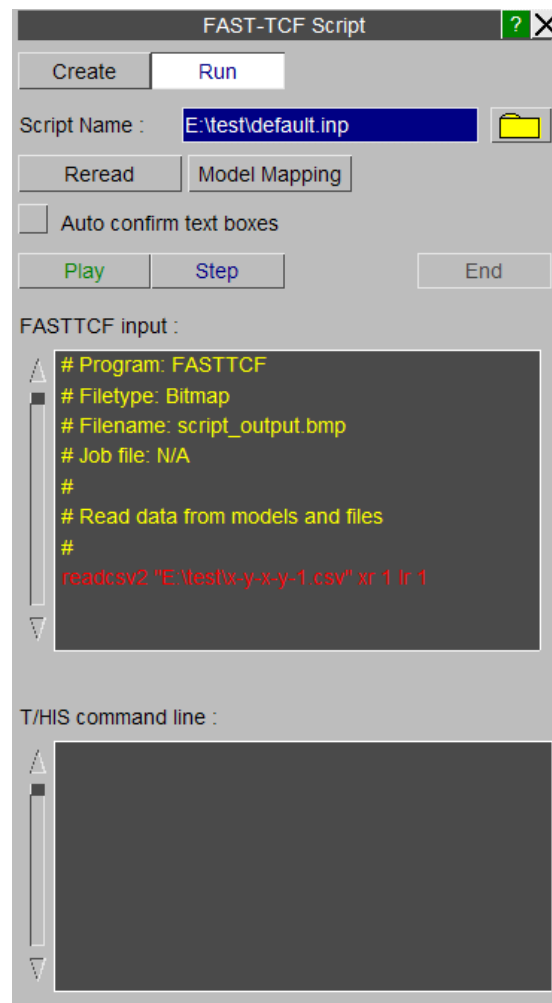 FAST-TCF Script ? X
Create Run
Script Name : E:\test\default.inp
Reread Model Mapping
Auto confirm text boxes
Play Step End
FASTTCF input :
# Program: FASTTCF
# Filetype: Bitmap
# Filename: script_output.bmp
# Job file: N/A
#
# Read data from models and files
#
readcsv2 "E:\test\x-y-x-y-1.csv" xr 1 lr 1
T/HIS command line :